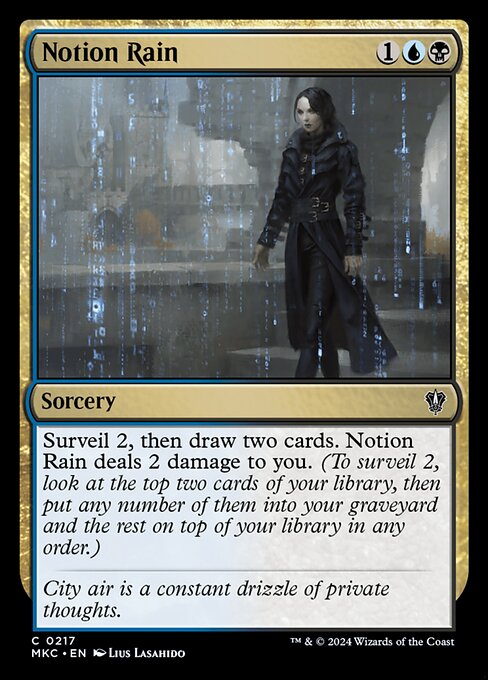 Notion Rain
1
Sorcery
Surveil 2, then draw two cards. Notion
Rain deals 2 damage to you. (To surveil 2,
look at the top two cards of your library, then
put any number of them into your graveyard
and the rest on top of your library in any
order.)
City air is a constant drizzle of private
thoughts.
C 0217
MKC • EN Lius Lasahido
™ & © 2024 Wizards of the Coast